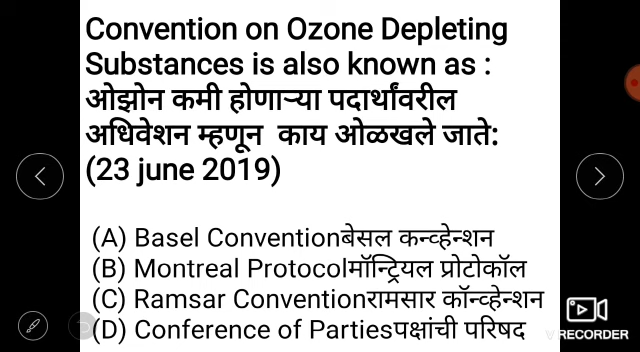 Convention on Ozone Depleting
Substances is also known as :
ओझोन कमी होणाऱ्या पदार्थांवरील
अधिवेशन म्हणून काय ओळखले जाते:
(23 june 2019)
(A) Basel Conventionबेसल कन्व्हेन्शन
(B) Montreal Protocolमॉन्ट्रियल प्रोटोकॉल
(C) Ramsar Conventionरामसार कॉन्व्हेन्शन
(D) Conference of Partiesपक्षांची परिषद
V RECORDER